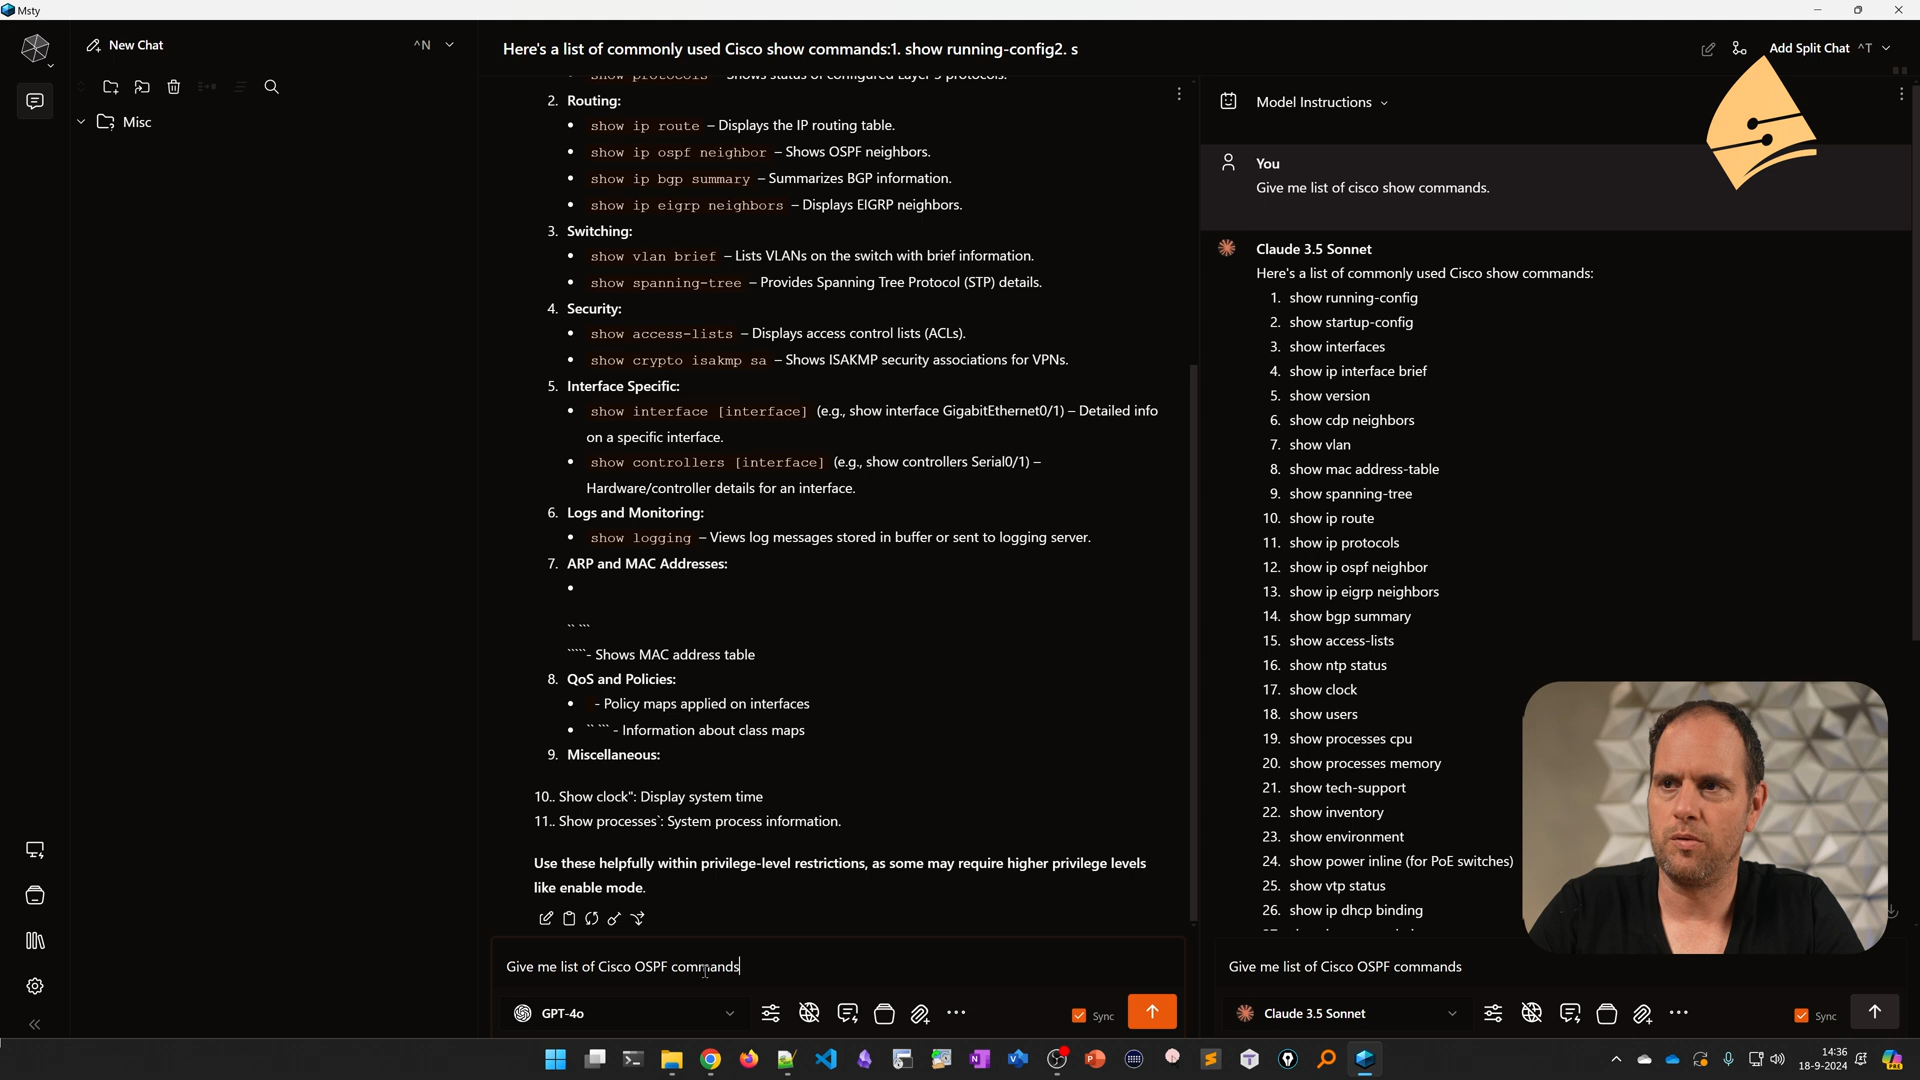 Msty
New Chat
^N
Misc
Here's a list of commonly used Cisco show commands:1. show running-config2. s
Add Split Chat ^T
show protocols – Shows status of configured Layer 3 protocols.
2. Routing:
• show ip route – Displays the IP routing table.
• show ip ospf neighbor – Shows OSPF neighbors.
• show ip bgp summary – Summarizes BGP information.
• show ip eigrp neighbors – Displays EIGRP neighbors.
3. Switching:
• show vlan brief – Lists VLANs on the switch with brief information.
• show spanning-tree – Provides Spanning Tree Protocol (STP) details.
4. Security:
• show access-lists – Displays access control lists (ACLs).
• show crypto isakmp sa – Shows ISAKMP security associations for VPNs.
5. Interface Specific:
• show interface [interface] (e.g., show interface GigabitEthernet0/1) – Detailed info
on a specific interface.
• show controllers [interface] (e.g., show controllers Serial0/1) –
Hardware/controller details for an interface.
6. Logs and Monitoring:
• show logging – Views log messages stored in buffer or sent to logging server.
7. ARP and MAC Addresses:
•
`` ```
`````- Shows MAC address table
8. QoS and Policies:
• - Policy maps applied on interfaces
• `` ``` - Information about class maps
9. Miscellaneous:
10.. Show clock": Display system time
11.. Show processes`: System process information.
Use these helpfully within privilege-level restrictions, as some may require higher privilege levels
like enable mode.
Give me list of Cisco OSPF commands
GPT-4o
Sync
Model Instructions
You
Give me list of cisco show commands.
Claude 3.5 Sonnet
Here's a list of commonly used Cisco show commands:
1. show running-config
2. show startup-config
3. show interfaces
4. show ip interface brief
5. show version
6. show cdp neighbors
7. show vlan
8. show mac address-table
9. show spanning-tree
10. show ip route
11. show ip protocols
12. show ip ospf neighbor
13. show ip eigrp neighbors
14. show bgp summary
15. show access-lists
16. show ntp status
17. show clock
18. show users
19. show processes cpu
20. show processes memory
21. show tech-support
22. show inventory
23. show environment
24. show power inline (for PoE switches)
25. show vtp status
26. show ip dhcp binding
Give me list of Cisco OSPF commands
Claude 3.5 Sonnet
Sync
14:36
18-9-2024